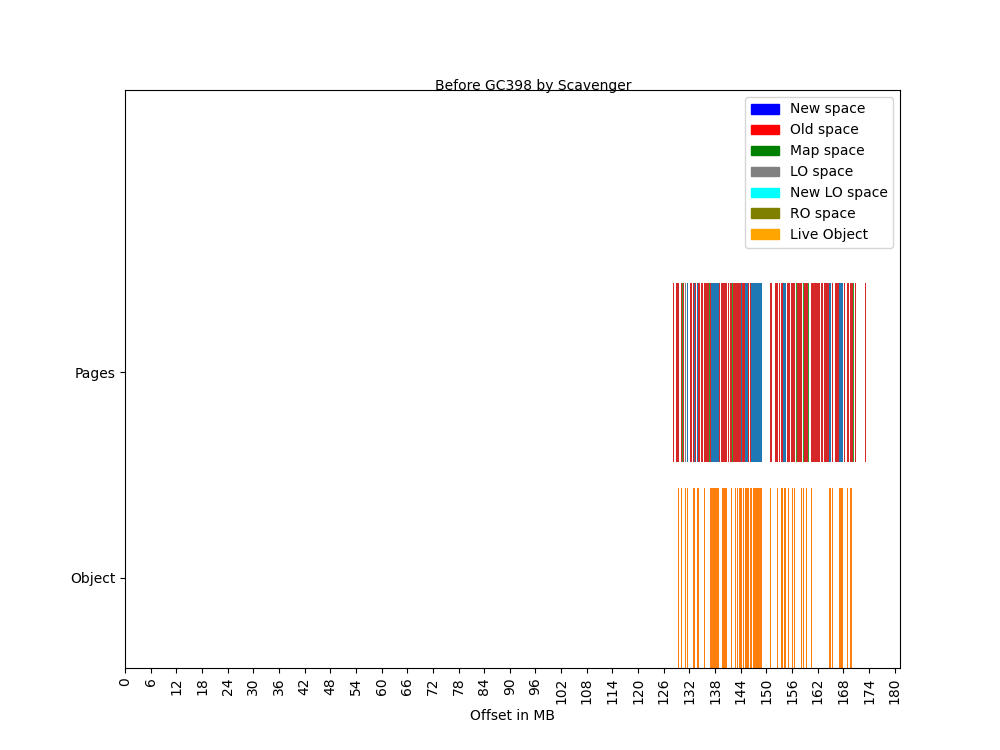 Before GC398 by Scavenger
New space
Old space
Map space
LO space
New LO space
RO space
Live Object
Pages
Object
0 6 12 18 24 30 36 42 48 54 60 66 72 78 84 90 96 102 108 114 120 126 132 138 144 150 156 162 168 174 180
Offset in MB